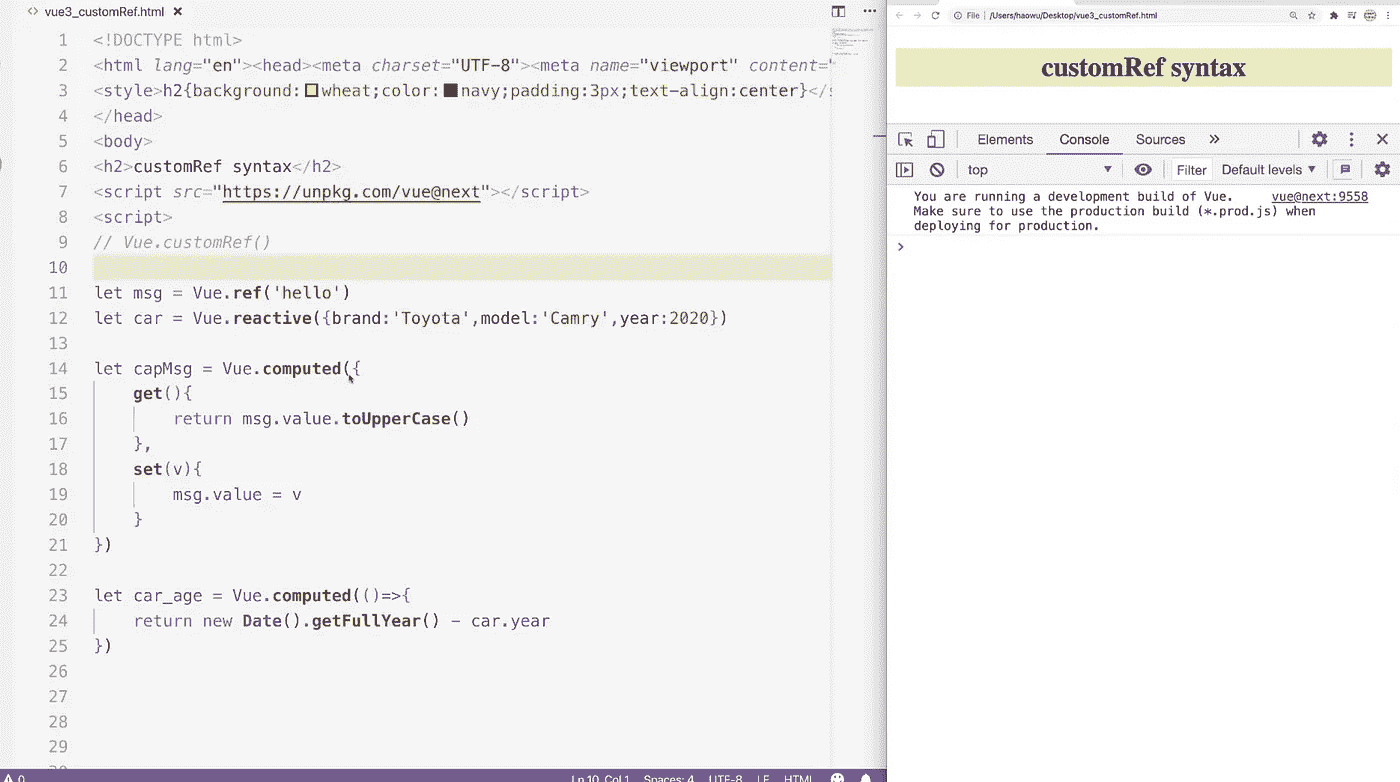 vue3_customRef.html
1 <!DOCTYPE html>
2 <html lang="en"><head><meta charset="UTF-8"><meta name="viewport" content="
3 <style>h2{background:wheat;color:navy;padding:3px;text-align:center}</s
4 </head>
5 <body>
6 <h2>customRef syntax</h2>
7 <script src="https://unpkg.com/vue@next"></script>
8 <script>
9 // Vue.customRef()
10
11 let msg = Vue.ref('hello')
12 let car = Vue.reactive({brand:'Toyota',model:'Camry',year:2020})
13
14 let capMsg = Vue.computed({
15 get(){
16 return msg.value.toUpperCase()
17 },
18 set(v){
19 msg.value = v
20 }
21 })
22
23 let car_age = Vue.computed(()=>{
24 return new Date().getFullYear() - car.year
25 })
26
27
28
29
0 Ln 10, Col 1 Spaces: 4 UTF-8 LF HTML
File /Users/haowu/Desktop/vue3_customRef.html
customRef syntax
Elements Console Sources
top Filter Default levels
You are running a development build of Vue. vue@next:9558
Make sure to use the production build (*.prod.js) when
deploying for production.